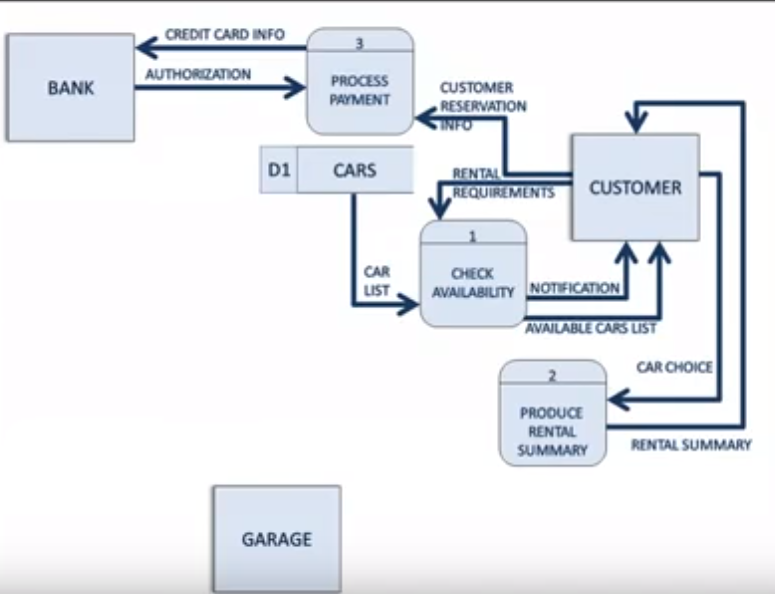 CREDIT CARD INFO
BANK
AUTHORIZATION
3
PROCESS
PAYMENT
CUSTOMER
RESERVATION
INFO
D1
CARS
RENTAL
REQUIREMENTS
CUSTOMER
1
CHECK
AVAILABILITY
CAR
LIST
NOTIFICATION
AVAILABLE CARS LIST
2
PRODUCE
RENTAL
SUMMARY
CAR CHOICE
RENTAL SUMMARY
GARAGE